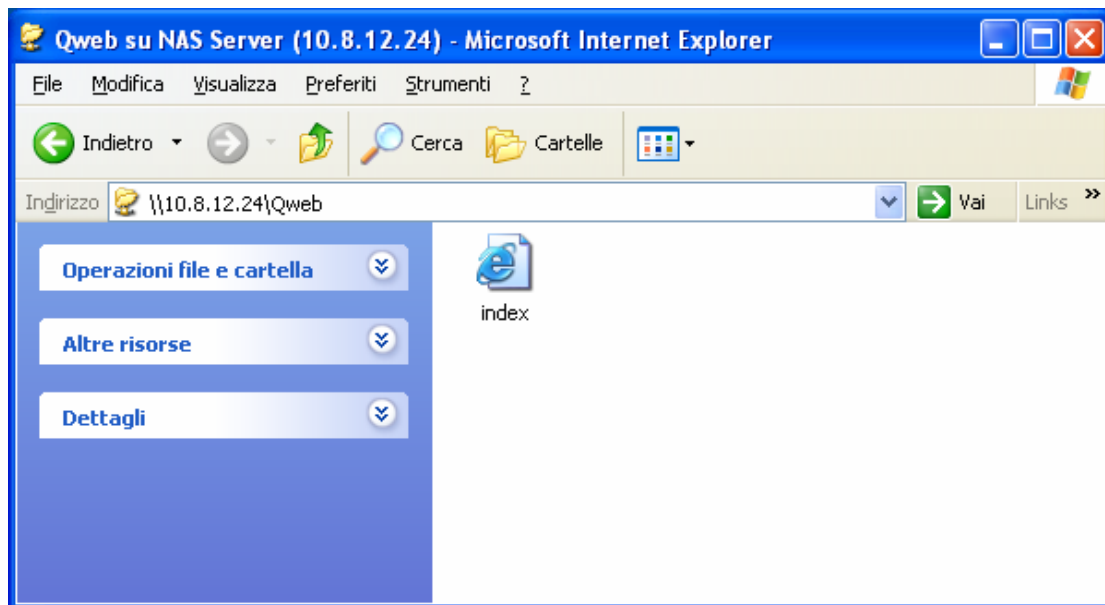 Qweb su NAS Server (10.8.12.24) - Microsoft Internet Explorer
File Modifica Visualizza Preferiti Strumenti ?
Indietro Cerca Cartelle
Indirizzo \\10.8.12.24\Qweb Vai Links »
Operazioni file e cartella
index
Altre risorse
Dettagli